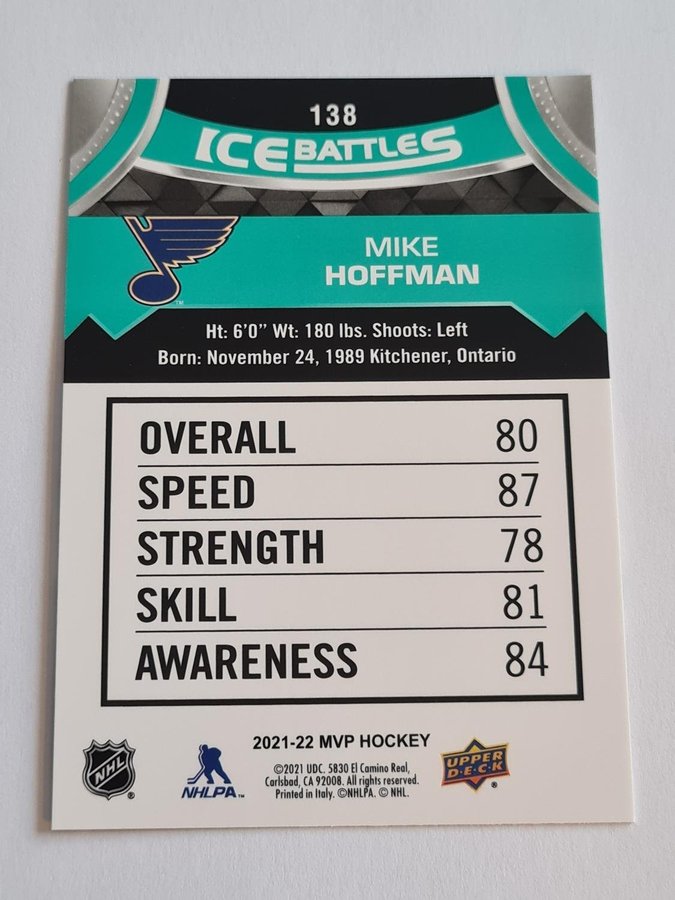 138
ICE BATTLES
MIKE
HOFFMAN
Ht: 6'0" Wt: 180 lbs. Shoots: Left
Born: November 24, 1989 Kitchener, Ontario
OVERALL 80
SPEED 87
STRENGTH 78
SKILL 81
AWARENESS 84
2021-22 MVP HOCKEY
©2021 UDC. 5830 El Camino Real,
Carlsbad, CA 92008. All rights reserved.
Printed in Italy. ©NHLPA. © NHL.
NHL ®
NHLPA™
UPPER
D·E·C·K ®